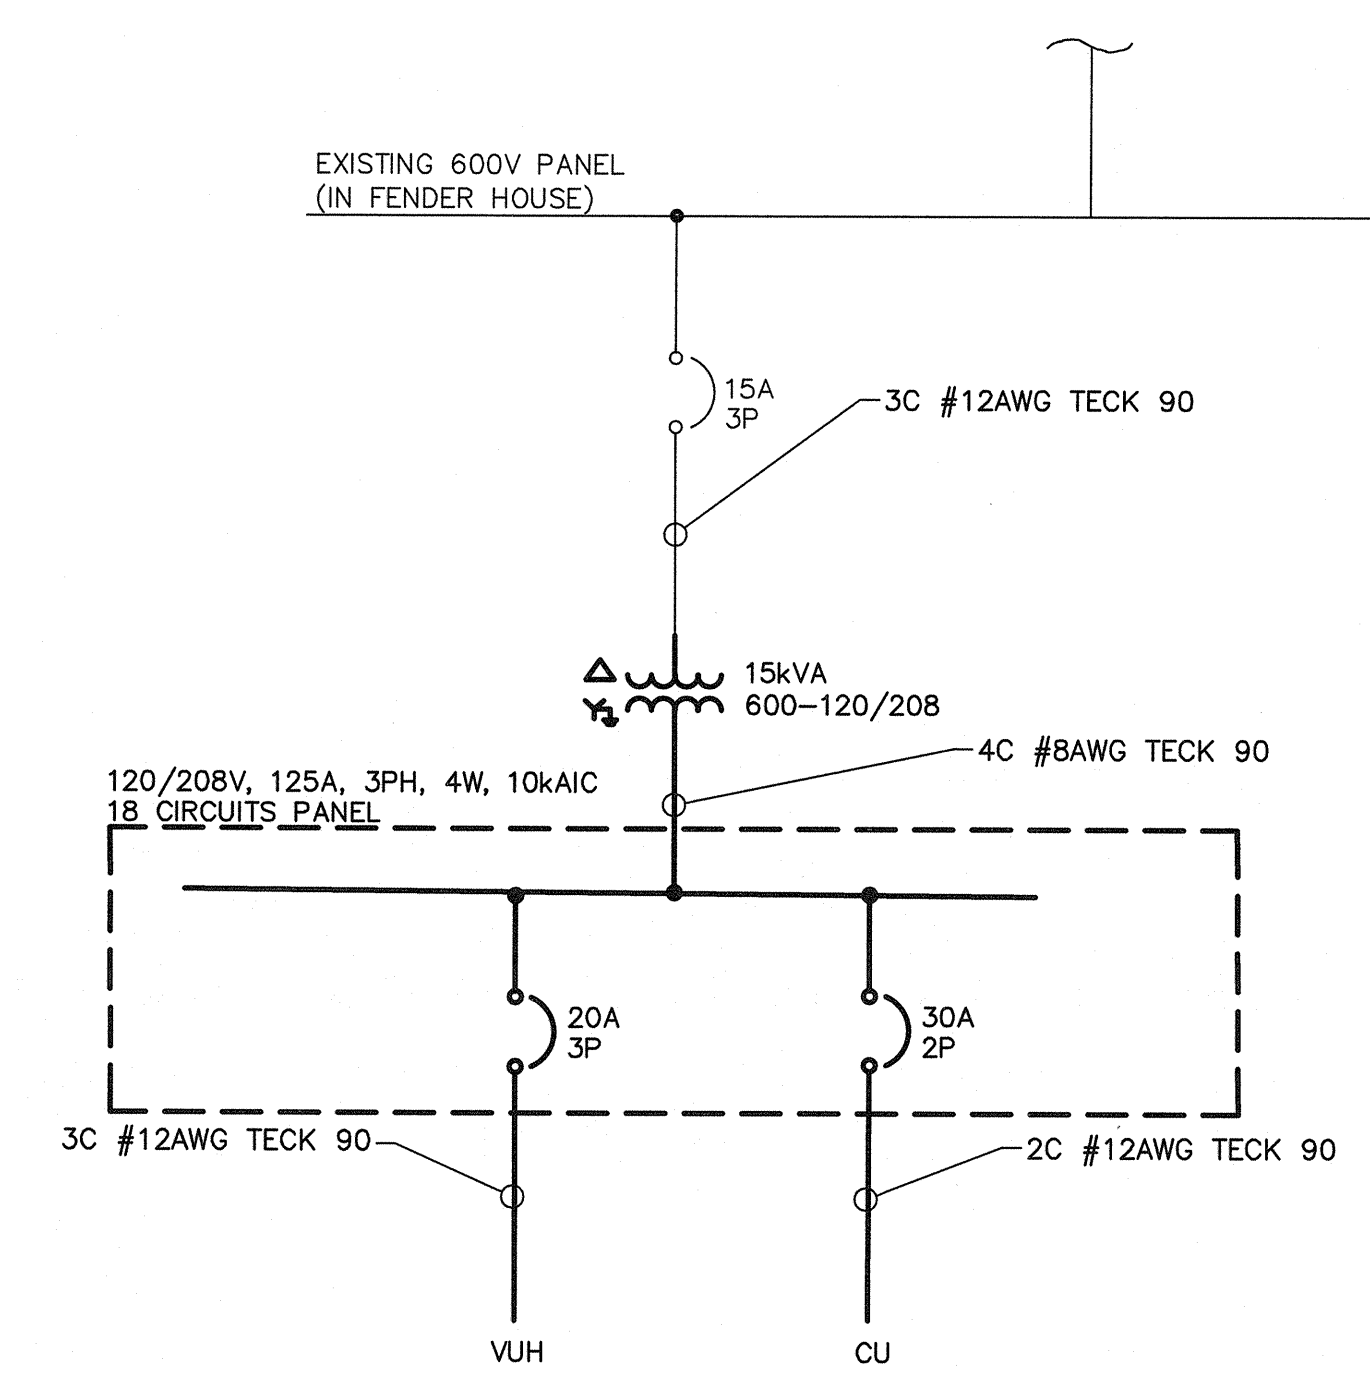 EXISTING 600V PANEL
(IN FENDER HOUSE)
15A
3P
3C #12AWG TECK 90
15kVA
600-120/208
4C #8AWG TECK 90
120/208V, 125A, 3PH, 4W, 10kAIC
18 CIRCUITS PANEL
20A
3P
30A
2P
3C #12AWG TECK 90
2C #12AWG TECK 90
VUH
CU